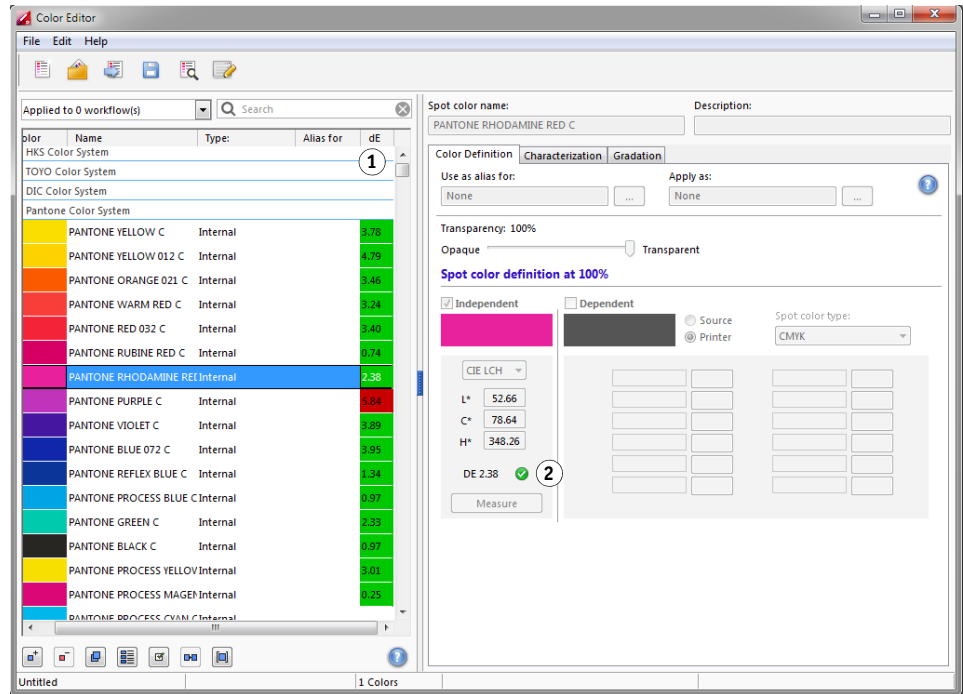 Color Editor
File Edit Help
Applied to 0 workflow(s) Search
olor Name Type: Alias for dE
1
HKS Color System
TOYO Color System
DIC Color System
Pantone Color System
PANTONE YELLOW C Internal 3.78
PANTONE YELLOW 012 C Internal 4.79
PANTONE ORANGE 021 C Internal 3.46
PANTONE WARM RED C Internal 3.24
PANTONE RED 032 C Internal 3.40
PANTONE RUBINE RED C Internal 0.74
PANTONE RHODAMINE RE Internal 2.38
PANTONE PURPLE C Internal 5.84
PANTONE VIOLET C Internal 3.89
PANTONE BLUE 072 C Internal 3.95
PANTONE REFLEX BLUE C Internal 1.34
PANTONE PROCESS BLUE C Internal 0.97
PANTONE GREEN C Internal 2.33
PANTONE BLACK C Internal 0.97
PANTONE PROCESS YELLOV Internal 3.01
PANTONE PROCESS MAGEN Internal 0.25
PANTONE PROCESS CYAN C Internal
Untitled 1 Colors
Spot color name: Description:
PANTONE RHODAMINE RED C
Color Definition Characterization Gradation
Use as alias for: Apply as:
None ... None ...
Transparency: 100%
Opaque Transparent
Spot color definition at 100%
Independent Dependent
Source
Printer
Spot color type:
CMYK
CIE LCH
L* 52.66
C* 78.64
H* 348.26
DE 2.38
2
Measure